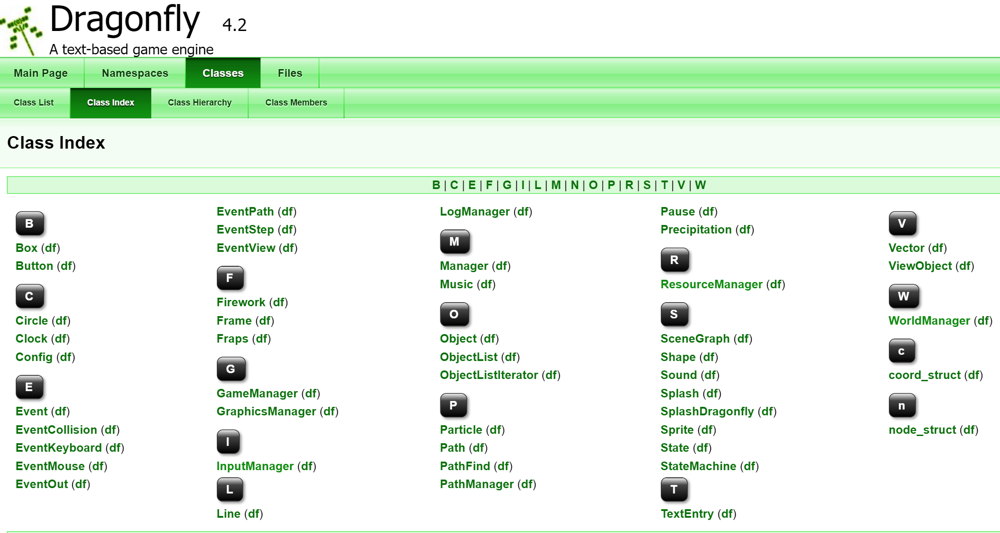 Dragonfly 4.2
A text-based game engine
Main Page Namespaces Classes Files
Class List Class Index Class Hierarchy Class Members
Class Index
B | C | E | F | G | I | L | M | N | O | P | R | S | T | V | W
B
Box (df)
Button (df)
C
Circle (df)
Clock (df)
Config (df)
E
Event (df)
EventCollision (df)
EventKeyboard (df)
EventMouse (df)
EventOut (df)
EventPath (df)
EventStep (df)
EventView (df)
F
Firework (df)
Frame (df)
Fraps (df)
G
GameManager (df)
GraphicsManager (df)
I
InputManager (df)
L
Line (df)
LogManager (df)
M
Manager (df)
Music (df)
O
Object (df)
ObjectList (df)
ObjectListIterator (df)
P
Particle (df)
Path (df)
PathFind (df)
PathManager (df)
Pause (df)
Precipitation (df)
R
ResourceManager (df)
S
SceneGraph (df)
Shape (df)
Sound (df)
Splash (df)
SplashDragonfly (df)
Sprite (df)
State (df)
StateMachine (df)
T
TextEntry (df)
V
Vector (df)
ViewObject (df)
W
WorldManager (df)
c
coord_struct (df)
n
node_struct (df)